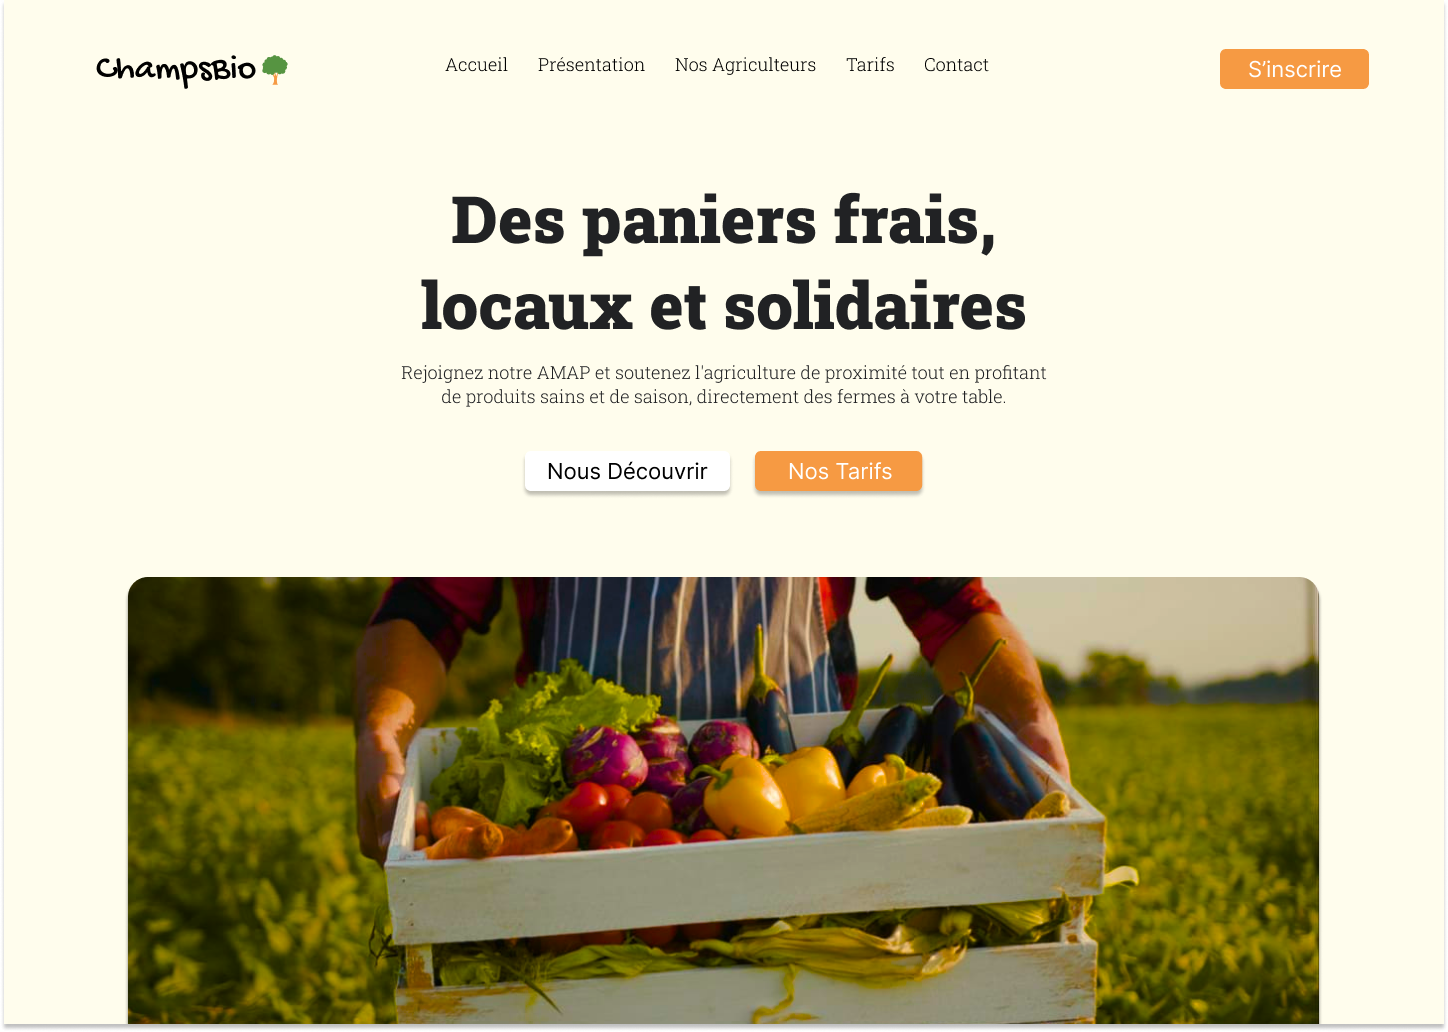 ChampsBio
Accueil Présentation Nos Agriculteurs Tarifs Contact
S’inscrire
Des paniers frais,
locaux et solidaires
Rejoignez notre AMAP et soutenez l'agriculture de proximité tout en profitant
de produits sains et de saison, directement des fermes à votre table.
Nous Découvrir
Nos Tarifs